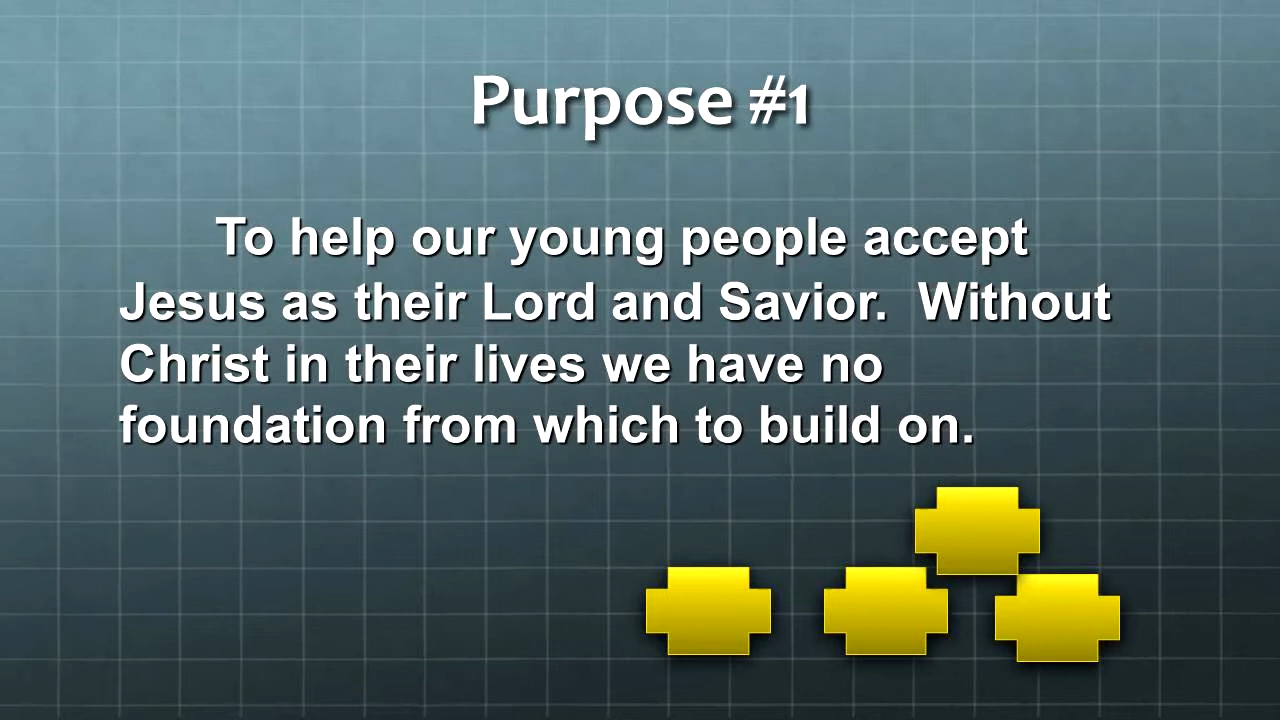 Purpose #1
To help our young people accept
Jesus as their Lord and Savior.  Without
Christ in their lives we have no
foundation from which to build on.